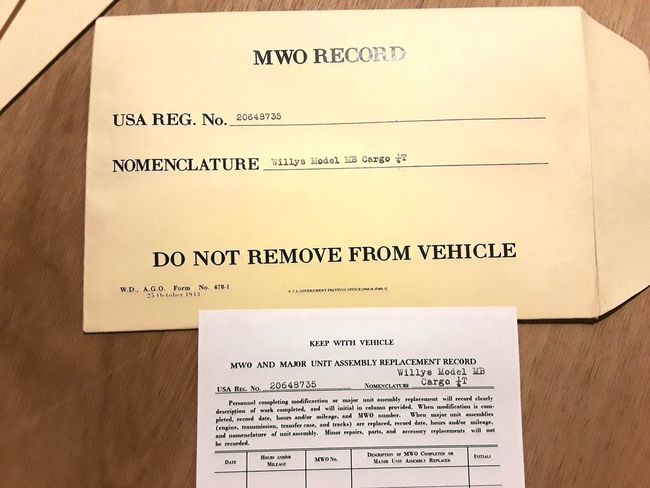 MWO RECORD
USA REG. No. 20648735
NOMENCLATURE Willys Model MB Cargo ¼T
DO NOT REMOVE FROM VEHICLE
W.D., A.G.O. Form No. 478-1
25 October 1943
U.S. GOVERNMENT PRINTING OFFICE
KEEP WITH VEHICLE
MWO AND MAJOR UNIT ASSEMBLY REPLACEMENT RECORD
Willys Model MB
USA Reg. No. 20648735 Nomenclature Cargo ¼T
Personnel completing modification or major unit assembly replacement will record clearly
description of work completed, and will initial in column provided. When modification is com-
pleted, record date, hours and/or mileage, and MWO number. When major unit assemblies
(engine, transmission, transfer case, and tracks) are replaced, record date, hours and/or mileage,
and nomenclature of unit assembly. Minor repairs, parts, and accessory replacements will not
be recorded.
Date Hours and/or Mileage MWO No. Description of MWO Completed or Major Unit Assembly Replaced Initials